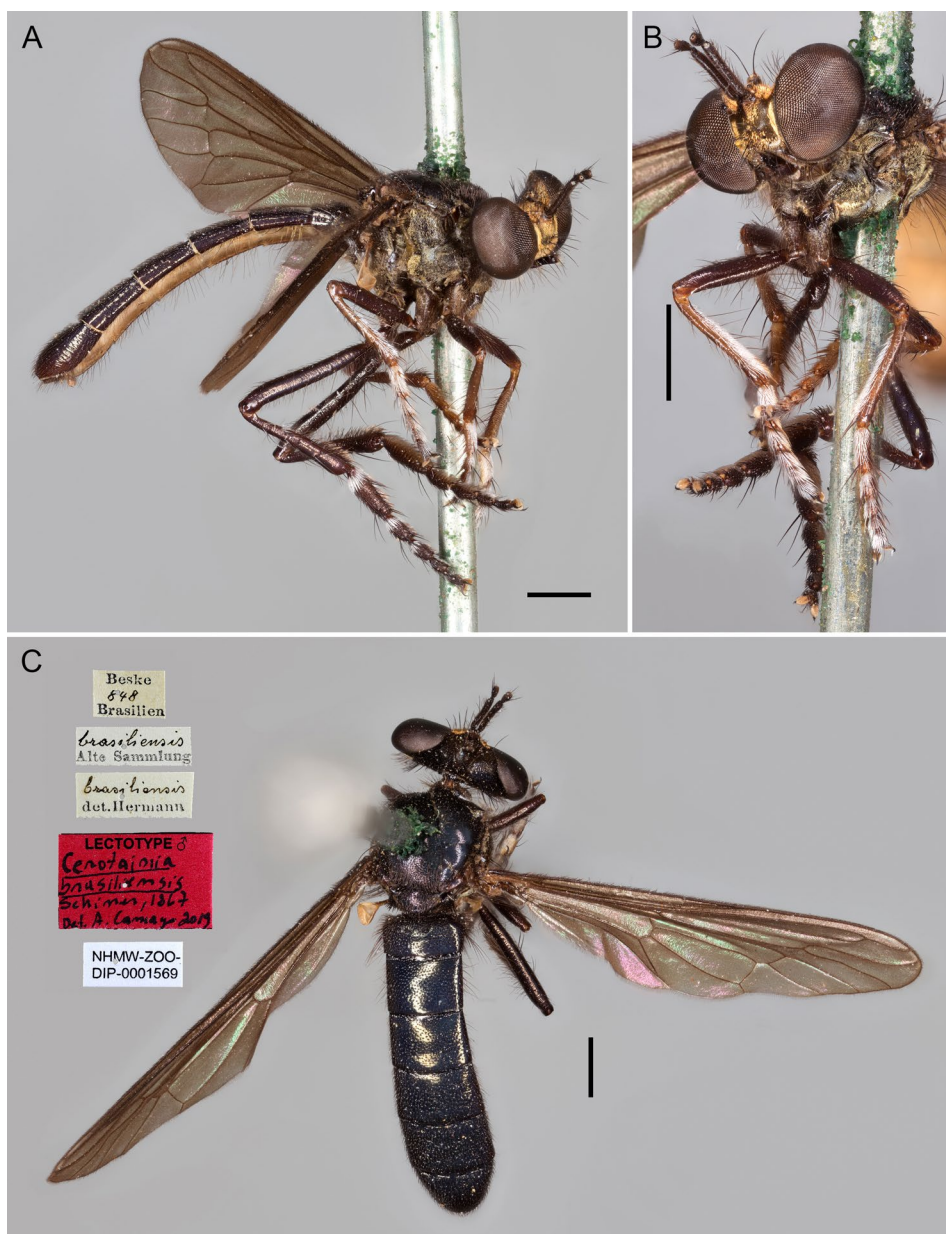 A
B
C
Beske
848
Brasilien
brasiliensis
Alte Sammlung
brasiliensis
det. Hermann
LECTOTYPE ♂
Cerotainia
brasiliensis
Schiner, 1867
Det. A. Camargo 2019
NHMW-ZOO-
DIP-0001569